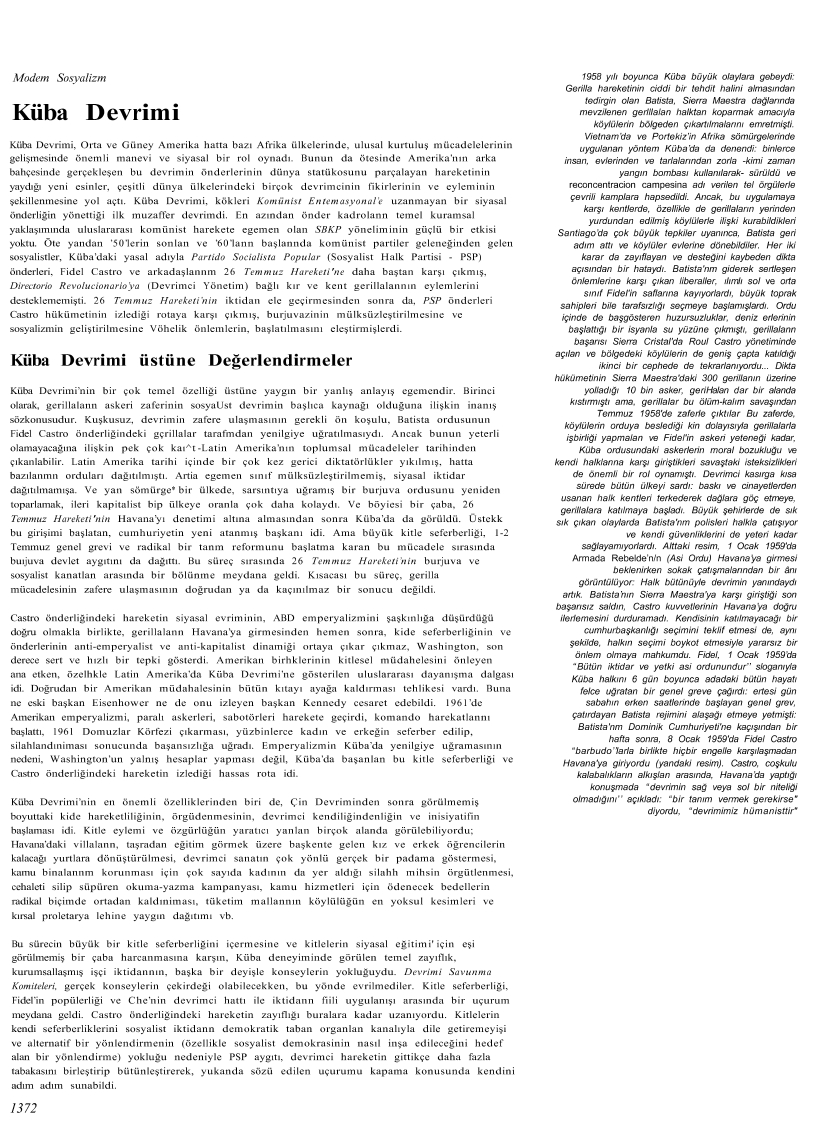 Modem Sosyalizm
Küba Devrimi
Küba Devrimi, Orta ve Güney Amerika hatta bazı Afrika ülkelerinde, ulusal kurtuluş mücadelelerinin
gelişmesinde önemli manevi ve siyasal bir rol oynadı. Bunun da ötesinde Amerika'nın arka
bahçesinde gerçekleşen bu devrimin önderlerinin dünya statükosunu parçalayan hareketinin
yaydığı yeni esinler, çeşitli dünya ülkelerindeki birçok devrimcinin fikirlerinin ve eyleminin
şekillenmesine yol açtı. Küba Devrimi, kökleri Komünist Entemasyonal'e uzanmayan bir siyasal
önderliğin yönettiği ilk muzaffer devrimdi. En azından önder kadrolann temel kuramsal
yaklaşımında uluslararası komünist harekete egemen olan SBKP yöneliminin güçlü bir etkisi
yoktu. Öte yandan '50'lerin sonlan ve '60'lann başlannda komünist partiler geleneğinden gelen
sosyalistler, Küba'daki yasal adıyla Partido Socialista Popular (Sosyalist Halk Partisi - PSP)
önderleri, Fidel Castro ve arkadaşlannm 26 Temmuz Hareketi'ne daha baştan karşı çıkmış,
Directorio Revolucionario'ya (Devrimci Yönetim) bağlı kır ve kent gerillalannın eylemlerini
desteklememişti. 26 Temmuz Hareketi'nin iktidan ele geçirmesinden sonra da, PSP önderleri
Castro hükümetinin izlediği rotaya karşı çıkmış, burjuvazinin mülksüzleştirilmesine ve
sosyalizmin geliştirilmesine Vöhelik önlemlerin, başlatılmasını eleştirmişlerdi.
Küba Devrimi üstüne Değerlendirmeler
Küba Devrimi'nin bir çok temel özelliği üstüne yaygın bir yanlış anlayış egemendir. Birinci
olarak, gerillalann askeri zaferinin sosyaUst devrimin başlıca kaynağı olduğuna ilişkin inanış
sözkonusudur. Kuşkusuz, devrimin zafere ulaşmasının gerekli ön koşulu, Batista ordusunun
Fidel Castro önderliğindeki gçrillalar tarafmdan yenilgiye uğratılmasıydı. Ancak bunun yeterli
olamayacağına ilişkin pek çok kaı^t -Latin Amerika'nın toplumsal mücadeleler tarihinden
çıkanlabilir. Latin Amerika tarihi içinde bir çok kez gerici diktatörlükler yıkılmış, hatta
bazılanmn orduları dağıtılmıştı. Artia egemen sınıf mülksüzleştirilmemiş, siyasal iktidar
dağıtılmamışa. Ve yan sömürge* bir ülkede, sarsıntıya uğramış bir burjuva ordusunu yeniden
toparlamak, ileri kapitalist bip ülkeye oranla çok daha kolaydı. Ve böyiesi bir çaba, 26
Temmuz Hareketi'nin Havana'yı denetimi altına almasından sonra Küba'da da görüldü. Üstekk
bu girişimi başlatan, cumhuriyetin yeni atanmış başkanı idi. Ama büyük kitle seferberliği, 1-2
Temmuz genel grevi ve radikal bir tanm reformunu başlatma karan bu mücadele sırasında
buıjuva devlet aygıtını da dağıttı. Bu süreç sırasında 26 Temmuz Hareketi'nin burjuva ve
sosyalist kanatlan arasında bir bölünme meydana geldi. Kısacası bu süreç, gerilla
mücadelesinin zafere ulaşmasının doğrudan ya da kaçınılmaz bir sonucu değildi.
Castro önderliğindeki hareketin siyasal evriminin, ABD emperyalizmini şaşkınlığa düşürdüğü
doğru olmakla birlikte, gerillalann Havana'ya girmesinden hemen sonra, kide seferberliğinin ve
önderlerinin anti-emperyalist ve anti-kapitalist dinamiği ortaya çıkar çıkmaz, Washington, son
derece sert ve hızlı bir tepki gösterdi. Amerikan birhklerinin kitlesel müdahelesini önleyen
ana etken, özelhkle Latin Amerika'da Küba Devrimi'ne gösterilen uluslararası dayanışma dalgası
idi. Doğrudan bir Amerikan müdahalesinin bütün kıtayı ayağa kaldırması tehlikesi vardı. Buna
ne eski başkan Eisenhower ne de onu izleyen başkan Kennedy cesaret edebildi. 1961'de
Amerikan emperyalizmi, paralı askerleri, sabotörleri harekete geçirdi, komando harekatlannı
başlattı, 1961 Domuzlar Körfezi çıkarması, yüzbinlerce kadın ve erkeğin seferber edilip,
silahlandınıması sonucunda başansızlığa uğradı. Emperyalizmin Küba'da yenilgiye uğramasının
nedeni, Washington'un yalnış hesaplar yapması değil, Küba'da başanlan bu kitle seferberliği ve
Castro önderliğindeki hareketin izlediği hassas rota idi.
Küba Devrimi'nin en önemli özelliklerinden biri de, Çin Devriminden sonra görülmemiş
boyuttaki kide hareketliliğinin, örgüdenmesinin, devrimci kendiliğindenliğin ve inisiyatifin
başlaması idi. Kitle eylemi ve özgürlüğün yaratıcı yanlan birçok alanda görülebiliyordu;
Havana'daki villalann, taşradan eğitim görmek üzere başkente gelen kız ve erkek öğrencilerin
kalacağı yurtlara dönüştürülmesi, devrimci sanatın çok yönlü gerçek bir padama göstermesi,
kamu binalannm korunması için çok sayıda kadının da yer aldığı silahh mihsin örgütlenmesi,
cehaleti silip süpüren okuma-yazma kampanyası, kamu hizmetleri için ödenecek bedellerin
radikal biçimde ortadan kaldıniması, tüketim mallannın köylülüğün en yoksul kesimleri ve
kırsal proletarya lehine yaygın dağıtımı vb.
Bu sürecin büyük bir kitle seferberliğini içermesine ve kitlelerin siyasal eğitimi' için eşi
görülmemiş bir çaba harcanmasına karşın, Küba deneyiminde görülen temel zayıflık,
kurumsallaşmış işçi iktidannın, başka bir deyişle konseylerin yokluğuydu. Devrimi Savunma
Komiteleri, gerçek konseylerin çekirdeği olabilecekken, bu yönde evrilmediler. Kitle seferberliği,
Fidel'in popülerliği ve Che'nin devrimci hattı ile iktidann fiili uygulanışı arasında bir uçurum
meydana geldi. Castro önderliğindeki hareketin zayıflığı buralara kadar uzanıyordu. Kitlelerin
kendi seferberliklerini sosyalist iktidann demokratik taban organlan kanalıyla dile getiremeyişi
ve alternatif bir yönlendirmenin (özellikle sosyalist demokrasinin nasıl inşa edileceğini hedef
alan bir yönlendirme) yokluğu nedeniyle PSP aygıtı, devrimci hareketin gittikçe daha fazla
tabakasını birleştirip bütünleştirerek, yukanda sözü edilen uçurumu kapama konusunda kendini
adım adım sunabildi.
1372
1958 yılı boyunca Küba büyük olaylara gebeydi:
Gerilla hareketinin ciddi bir tehdit halini almasından
tedirgin olan Batista, Sierra Maestra dağlarında
mevzilenen gerillaları halktan koparmak amacıyla
köylülerin bölgeden çıkartılmalarını emretmişti.
Vietnam'da ve Portekiz'in Afrika sömürgelerinde
uygulanan yöntem Küba'da da denendi: binlerce
insan, evlerinden ve tarlalarından zorla -kimi zaman
yangın bombası kullanılarak- sürüldü ve
reconcentracion campesina adı verilen tel örgülerle
çevrili kamplara hapsedildi. Ancak, bu uygulamaya
karşı kentlerde, özellikle de gerillaların yerinden
yurdundan edilmiş köylülerle ilişki kurabildikleri
Santiago'da çok büyük tepkiler uyanınca, Batista geri
adım attı ve köylüler evlerine dönebildiler. Her iki
karar da zayıflayan ve desteğini kaybeden dikta
açısından bir hataydı. Batista'nm giderek sertleşen
önlemlerine karşı çıkan liberaller, ılımlı sol ve orta
sınıf Fidel'in saflarına kayıyorlardı, büyük toprak
sahipleri bile tarafsızlığı seçmeye başlamışlardı. Ordu
içinde de başgösteren huzursuzluklar, deniz erlerinin
başlattığı bir isyanla su yüzüne çıkmıştı, gerillaların
başarısı Sierra Cristal'da Roul Castro yönetiminde
açılan ve bölgedeki köylülerin de geniş çapta katıldığı
ikinci bir cephede de tekrarlanıyordu... Dikta
hükümetinin Sierra Maestra'daki 300 gerillanın üzerine
yolladığı 10 bin asker, geriHalan dar bir alanda
kıstırmıştı ama, gerillalar bu ölüm-kalım savaşından
Temmuz 1958'de zaferle çıktılar Bu zaferde,
köylülerin orduya beslediği kin dolayısıyla gerillalarla
işbirliği yapmaları ve Fidel'in askeri yeteneği kadar,
Küba ordusundaki askerlerin moral bozukluğu ve
kendi halklarına karşı giriştikleri savaştaki isteksizlikleri
de önemli bir rol oynamıştı. Devrimci kasırga kısa
sürede bütün ülkeyi sardı: baskı ve cinayetlerden
usanan halk kentleri terkederek dağlara göç etmeye,
gerillalara katılmaya başladı. Büyük şehirlerde de sık
sık çıkan olaylarda Batista'nım polisleri halkla çatışıyor
ve kendi güvenliklerini de yeteri kadar
sağlayamıyorlardı. Alttaki resim, 1 Ocak 1959'da
Armada Rebelde'n/n (Asi Ordu) Havana'ya girmesi
beklenirken sokak çatışmalarından bir ânı
görüntülüyor: Halk bütünüyle devrimin yanındaydı
artık. Batista'nın Sierra Maestra'ya karşı giriştiği son
başarısız saldırı, Castro kuvvetlerinin Havana'ya doğru
ilerlemesini durduramadı. Kendisinin katılmayacağı bir
cumhurbaşkanlığı seçimini teklif etmesi de, aynı
şekilde, halkın seçimi boykot etmesiyle yararsız bir
önlem olmaya mahkumdu. Fidel, 1 Ocak 1959'da
"Bütün iktidar ve yetki asi ordunundur'' sloganıyla
Küba halkını 6 gün boyunca adadaki bütün hayatı
felce uğratan bir genel greve çağırdı: ertesi gün
sabahın erken saatlerinde başlayan genel grev,
çatırdayan Batista rejimini alaşağı etmeye yetmişti:
Batista'nm Dominik Cumhuriyeti'ne kaçışından bir
hafta sonra, 8 Ocak 1959'da Fidel Castro
"barbudo''larla birlikte hiçbir engelle karşılaşmadan
Havana'ya giriyordu (yandaki resim). Castro, coşkulu
kalabalıkların alkışları arasında, Havana'da yaptığı
konuşmada "devrimin sağ veya sol bir niteliği
olmadığını'' açıkladı: "bir tanım vermek gerekirse"
diyordu, "devrimimiz hümanisttir"